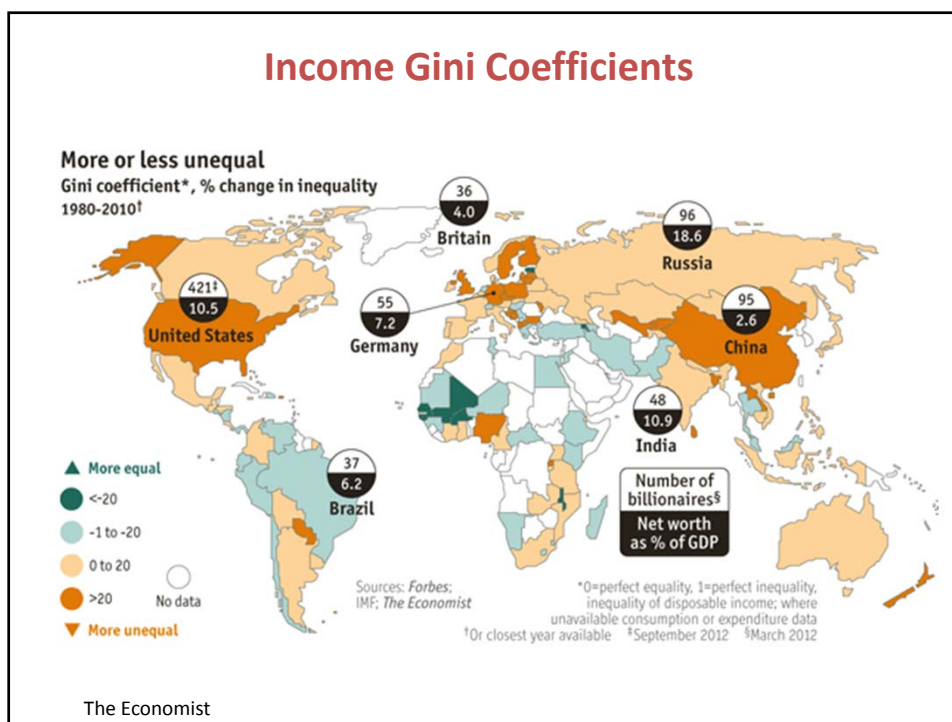 Income Gini Coefficients
More or less unequal
Gini coefficient*, % change in inequality
1980-2010†
36
4.0
Britain
96
18.6
Russia
421‡
10.5
United States
55
7.2
Germany
95
2.6
China
48
10.9
India
37
6.2
Brazil
▲ More equal
<-20
-1 to -20
0 to 20
>20
▼ More unequal
No data
Number of
billionaires§
Net worth
as % of GDP
Sources: Forbes;
IMF; The Economist
*0=perfect equality, 1=perfect inequality,
inequality of disposable income; where
unavailable consumption or expenditure data
†Or closest year available ‡September 2012 §March 2012
The Economist